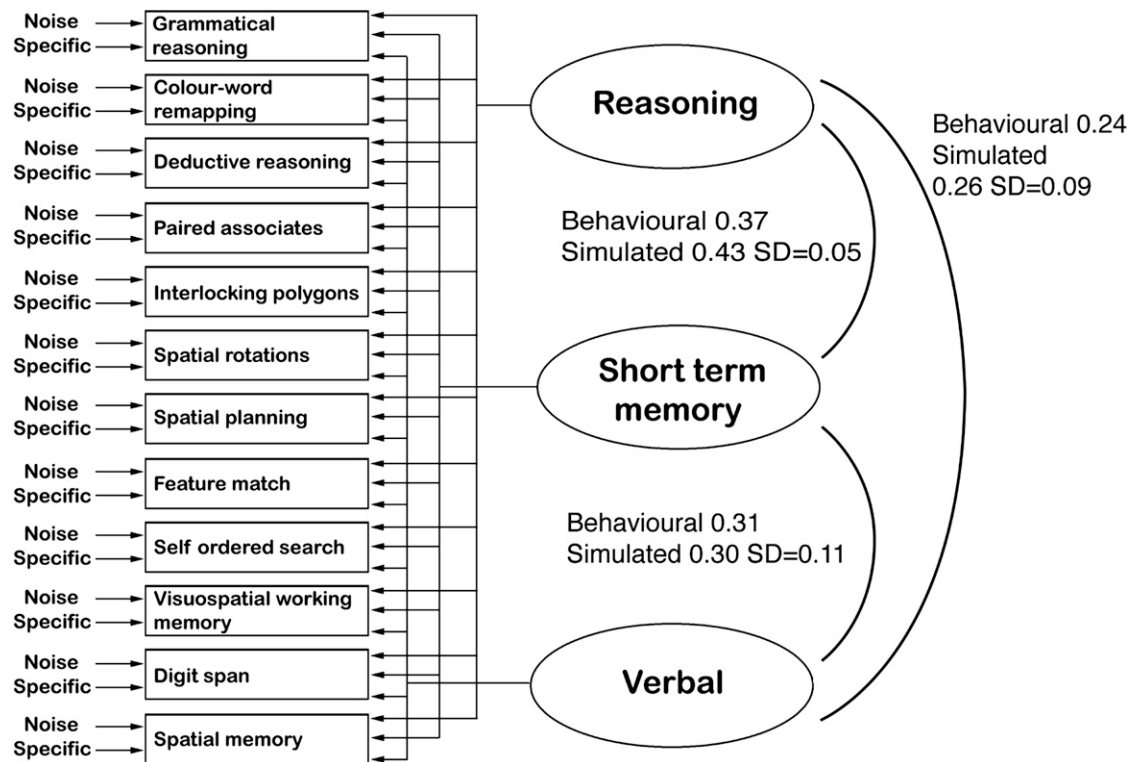 Noise
Specific
Grammatical
reasoning
Noise
Specific
Colour-word
remapping
Noise
Specific
Deductive reasoning
Noise
Specific
Paired associates
Noise
Specific
Interlocking polygons
Noise
Specific
Spatial rotations
Noise
Specific
Spatial planning
Noise
Specific
Feature match
Noise
Specific
Self ordered search
Noise
Specific
Visuospatial working
memory
Noise
Specific
Digit span
Noise
Specific
Spatial memory
Reasoning
Behavioural 0.37
Simulated 0.43 SD=0.05
Short term
memory
Behavioural 0.31
Simulated 0.30 SD=0.11
Verbal
Behavioural 0.24
Simulated
0.26 SD=0.09